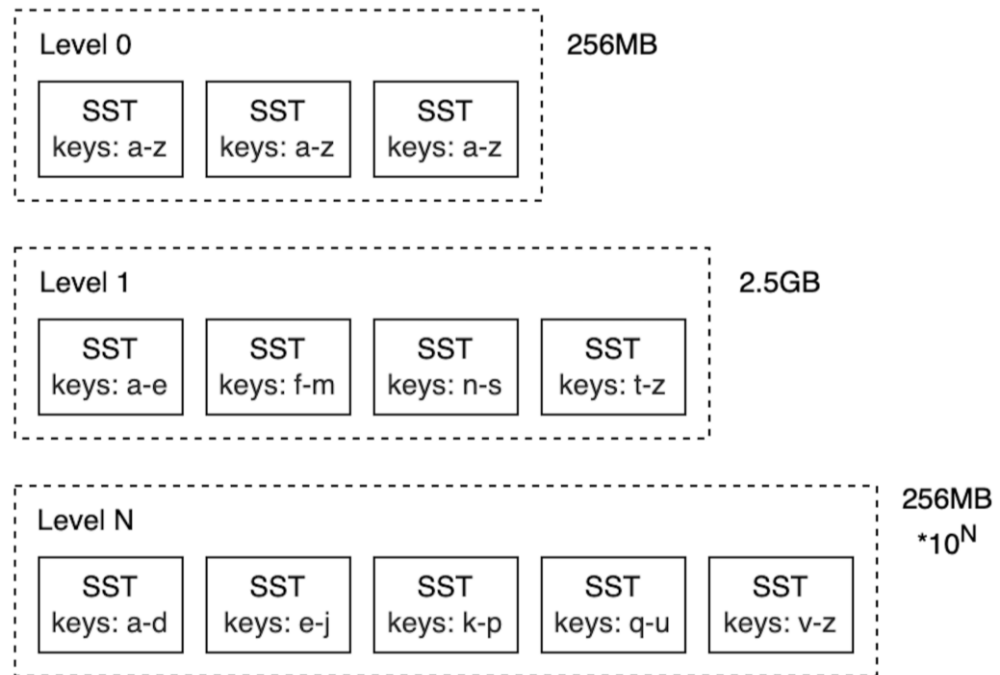 Level 0
256MB
SST
keys: a-z
SST
keys: a-z
SST
keys: a-z
Level 1
2.5GB
SST
keys: a-e
SST
keys: f-m
SST
keys: n-s
SST
keys: t-z
Level N
256MB
*10^N
SST
keys: a-d
SST
keys: e-j
SST
keys: k-p
SST
keys: q-u
SST
keys: v-z